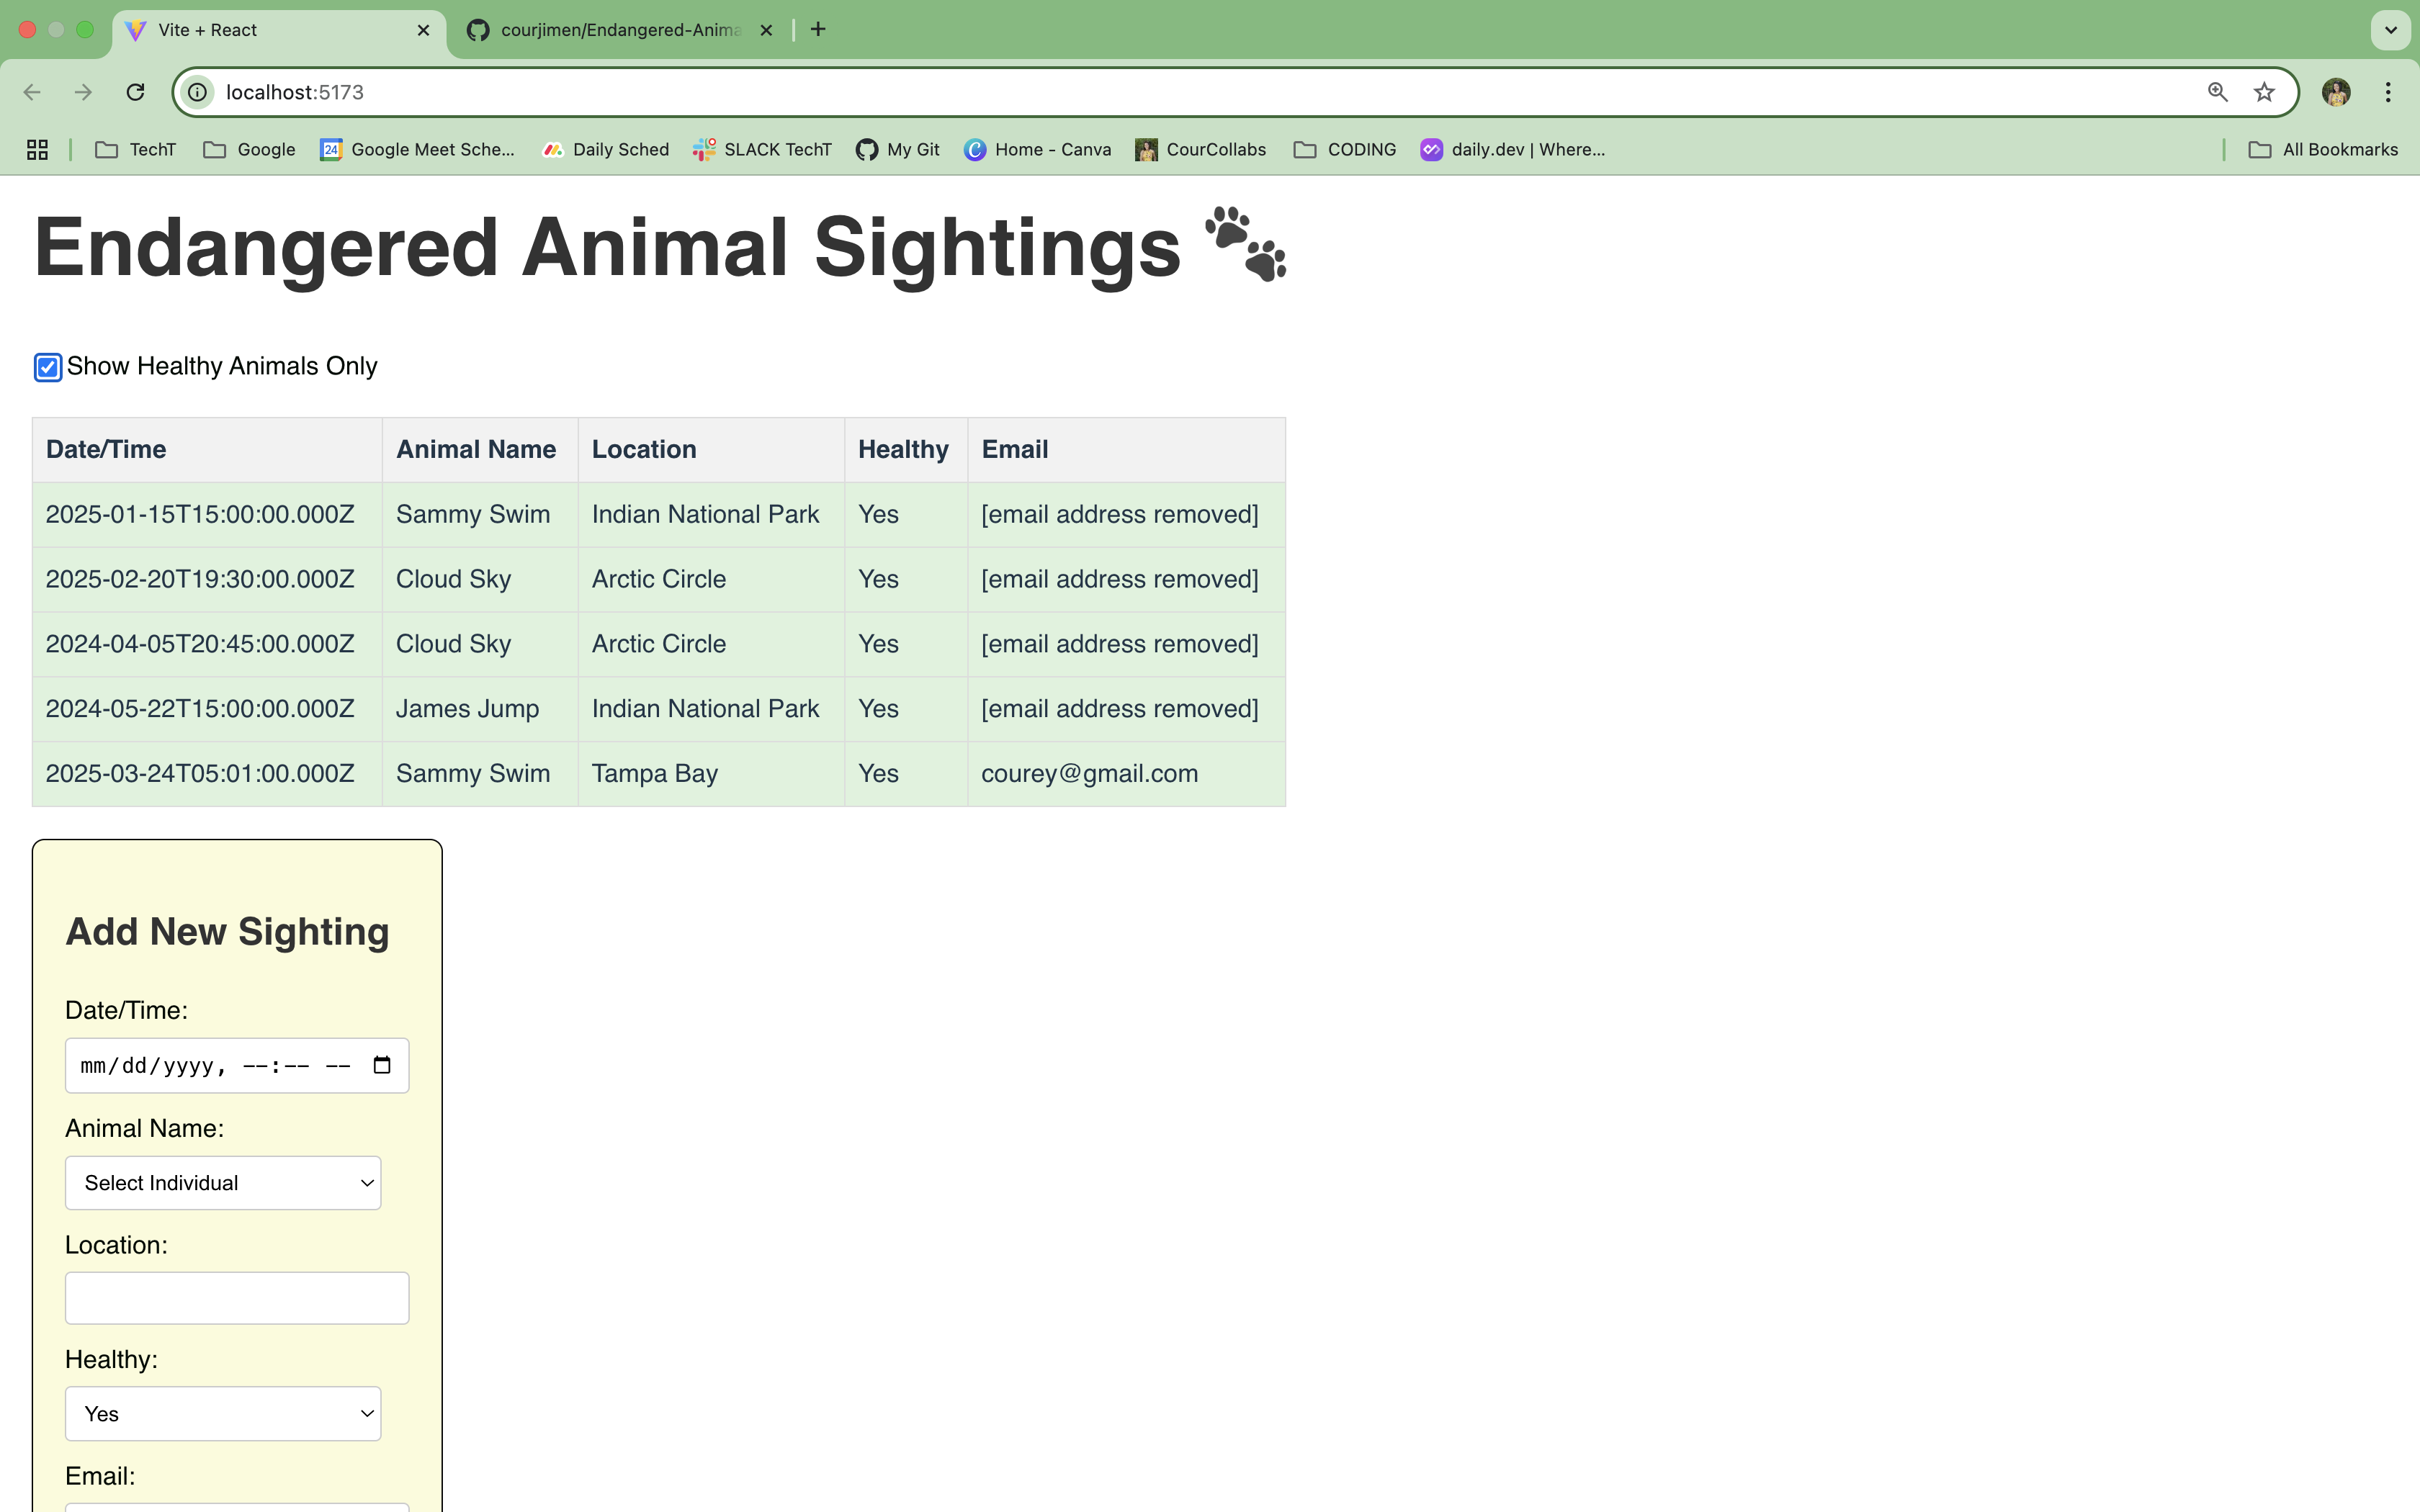 Vite + React
courjimen/Endangered-Anima
localhost:5173
TechT Google 24 Google Meet Sche... Daily Sched SLACK TechT My Git Home - Canva CourCollabs CODING daily.dev | Where... All Bookmarks
Endangered Animal Sightings
Show Healthy Animals Only
Date/Time Animal Name Location Healthy Email
2025-01-15T15:00:00.000Z Sammy Swim Indian National Park Yes [email address removed]
2025-02-20T19:30:00.000Z Cloud Sky Arctic Circle Yes [email address removed]
2024-04-05T20:45:00.000Z Cloud Sky Arctic Circle Yes [email address removed]
2024-05-22T15:00:00.000Z James Jump Indian National Park Yes [email address removed]
2025-03-24T05:01:00.000Z Sammy Swim Tampa Bay Yes courey@gmail.com
Add New Sighting
Date/Time:
mm/dd/yyyy, --:-- --
Animal Name:
Select Individual
Location:
Healthy:
Yes
Email: